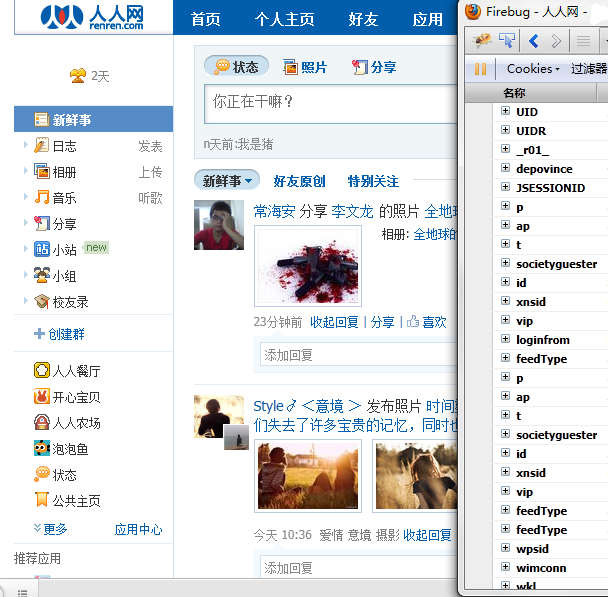 人人网
renren.com
首页 个人主页 好友 应用
2天
新鲜事
日志 发表
相册 上传
音乐 听歌
分享
小站 new
小组
校友录
创建群
人人餐厅
开心宝贝
人人农场
泡泡鱼
状态
公共主页
更多 应用中心
推荐应用
状态 照片 分享
你正在干嘛？
n天前:我是猪
新鲜事 好友原创 特别关注
常海安 分享 李文龙 的照片 全地球
相册: 全地球的
23分钟前 收起回复 | 分享 | 喜欢
添加回复
Style♂＜意境 ＞ 发布照片 时间
们失去了许多宝贵的记忆，同时也
今天 10:36 爱情 意境 摄影 收起回复
添加回复
Firebug - 人人网 -
Cookies 过滤器
名称
UID
UIDR
_r01_
depovince
JSESSIONID
p
ap
t
societyguester
id
xnsid
vip
loginfrom
feedType
p
ap
t
societyguester
id
xnsid
vip
feedType
feedType
wpsid
wimconn
wkl